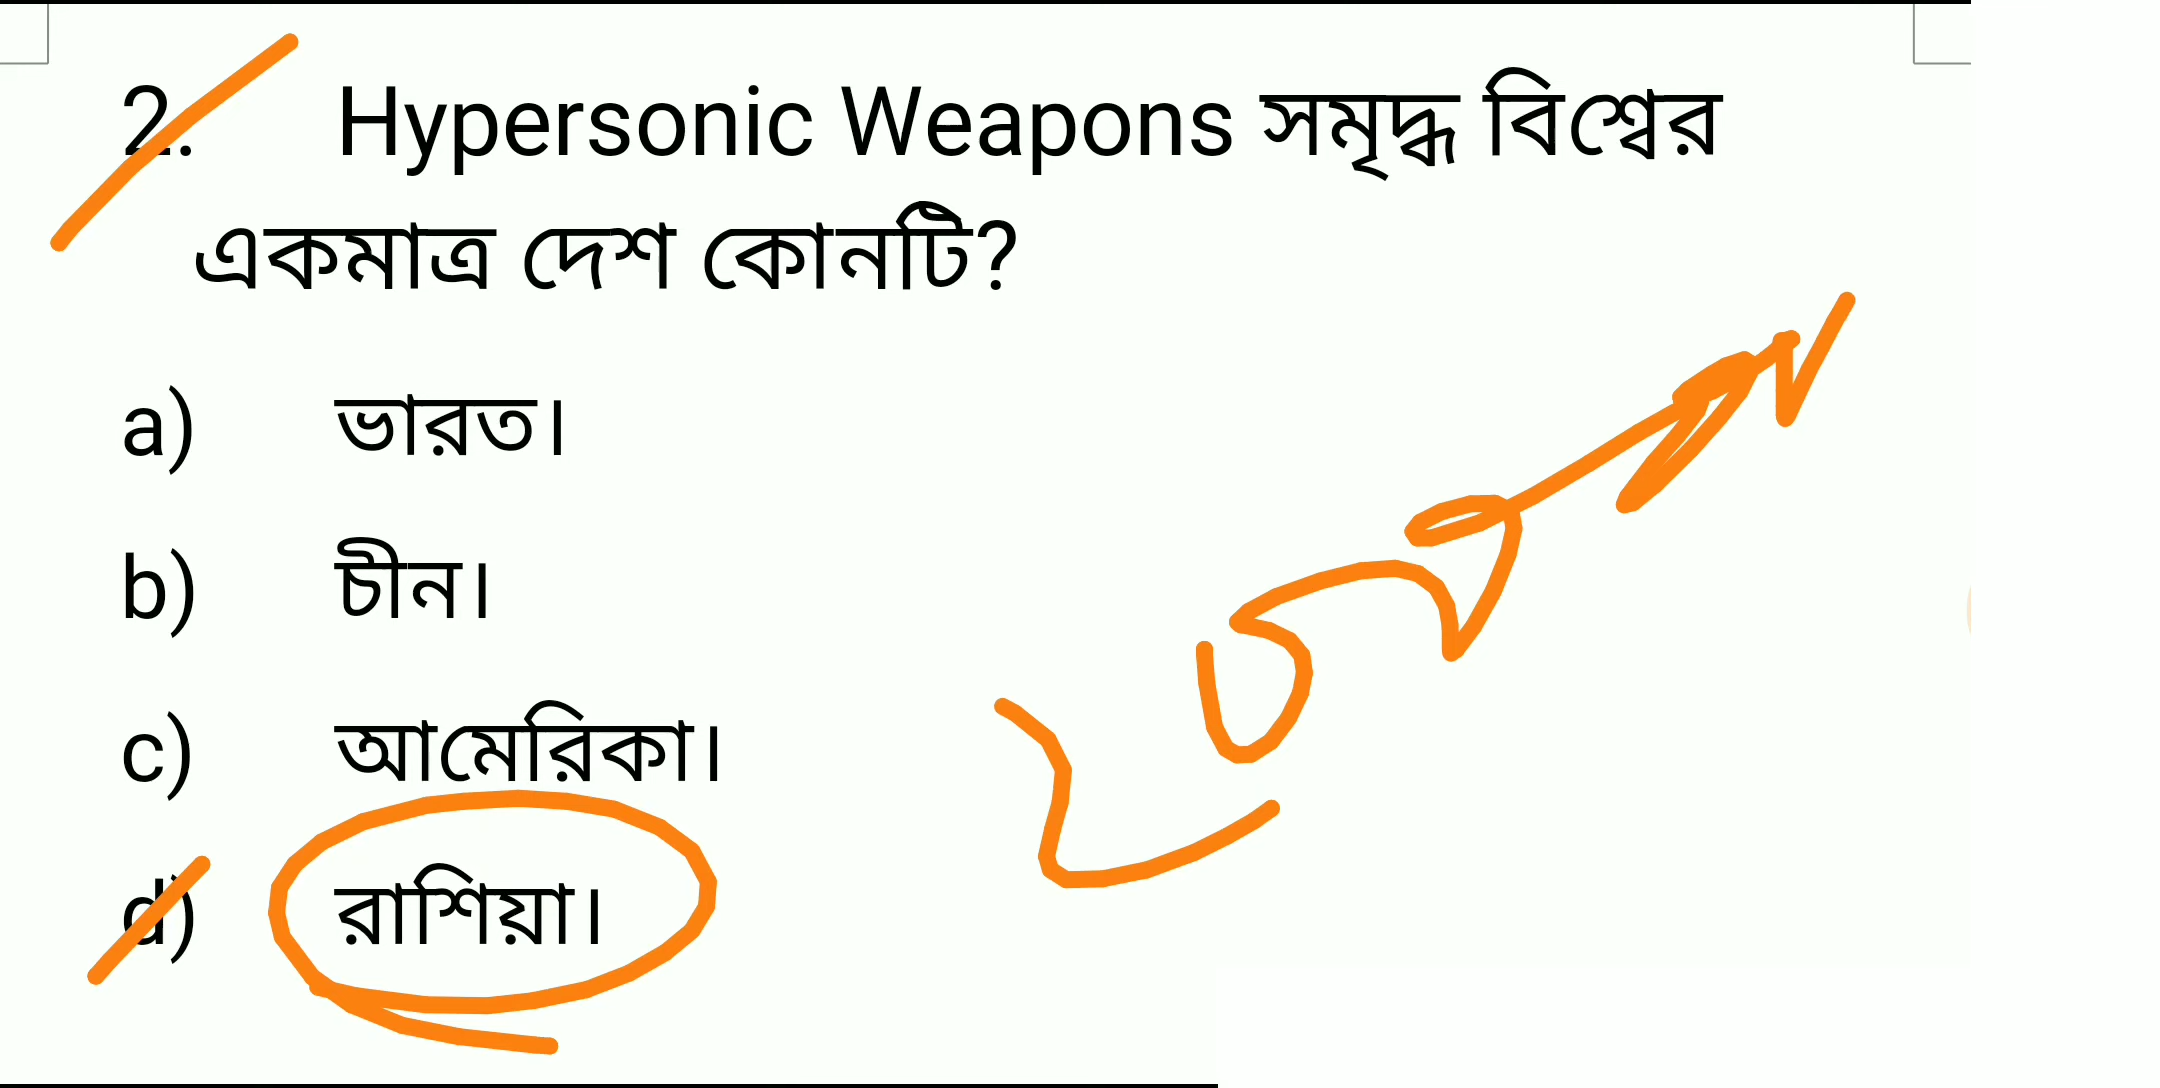 2. Hypersonic Weapons সমৃদ্ধ বিশ্বের
একমাত্র দেশ কোনটি?
a) ভারত।
b) চীন।
c) আমেরিকা।
d) রাশিয়া।